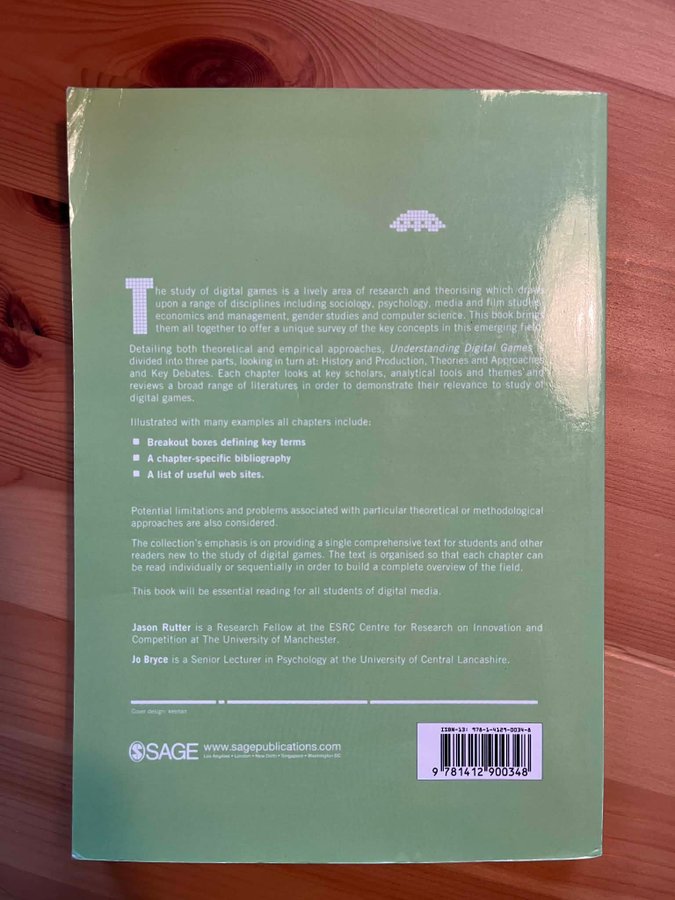 The study of digital games is a lively area of research and theorising which draws
upon a range of disciplines including sociology, psychology, media and film studies,
economics and management, gender studies and computer science. This book brings
them all together to offer a unique survey of the key concepts in this emerging field.
Detailing both theoretical and empirical approaches, Understanding Digital Games is
divided into three parts, looking in turn at: History and Production, Theories and Approaches
and Key Debates. Each chapter looks at key scholars, analytical tools and themes and
reviews a broad range of literatures in order to demonstrate their relevance to study of
digital games.
Illustrated with many examples all chapters include:
Breakout boxes defining key terms
A chapter-specific bibliography
A list of useful web sites.
Potential limitations and problems associated with particular theoretical or methodological
approaches are also considered.
The collection's emphasis is on providing a single comprehensive text for students and other
readers new to the study of digital games. The text is organised so that each chapter can
be read individually or sequentially in order to build a complete overview of the field.
This book will be essential reading for all students of digital media.
Jason Rutter is a Research Fellow at the ESRC Centre for Research on Innovation and
Competition at The University of Manchester.
Jo Bryce is a Senior Lecturer in Psychology at the University of Central Lancashire.
Cover design:
SAGE www.sagepublications.com
Los Angeles • London • New Delhi • Singapore • Washington DC
ISBN-13: 978-1-4129-0034-8
9 781412 900348